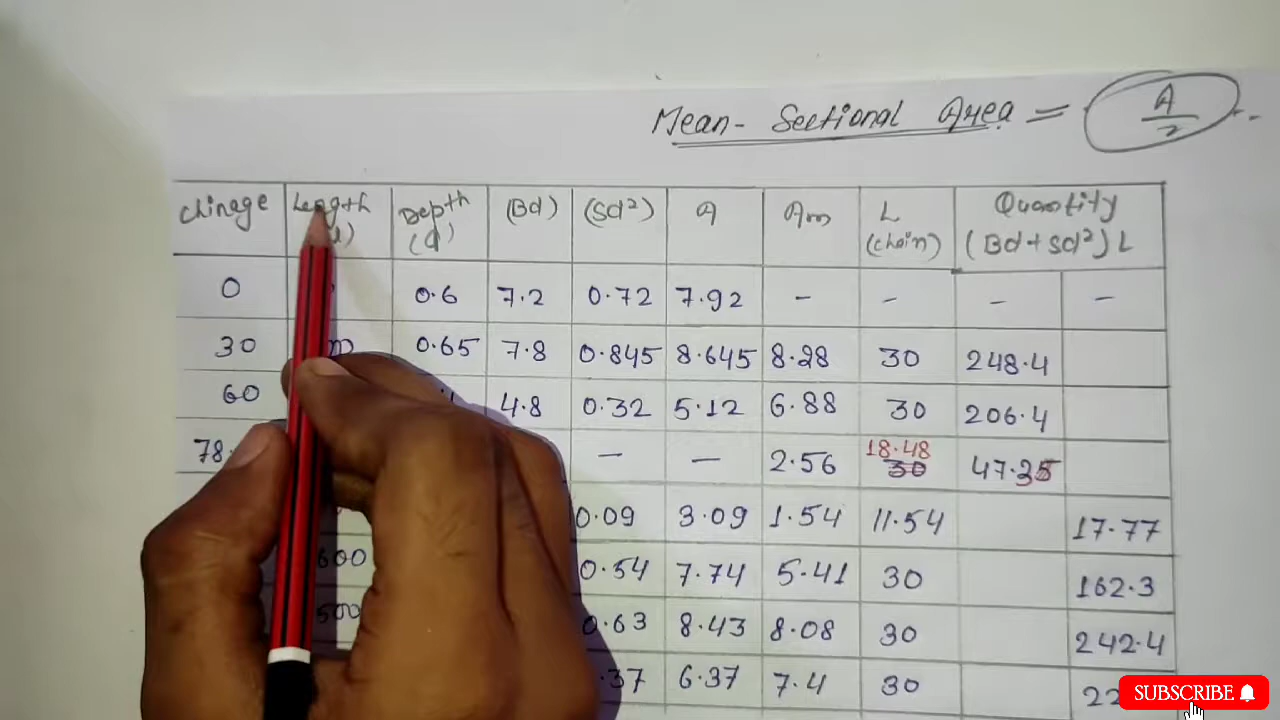 Mean- Sectional Area = A/2
Chinage Length Depth (d) (Bd) (Sd²) A Am L (chain) Quantity (Bd+Sd²) L
0 0.6 7.2 0.72 7.92 - - - -
30 0.65 7.8 0.845 8.645 8.28 30 248.4
60 4.8 0.32 5.12 6.88 30 206.4
78. - - 2.56 18.48 30 47.35
0.09 3.09 1.54 11.54 17.77
600 0.54 7.74 5.41 30 162.3
500 0.63 8.43 8.08 30 242.4
.37 6.37 7.4 30 22
SUBSCRIBE